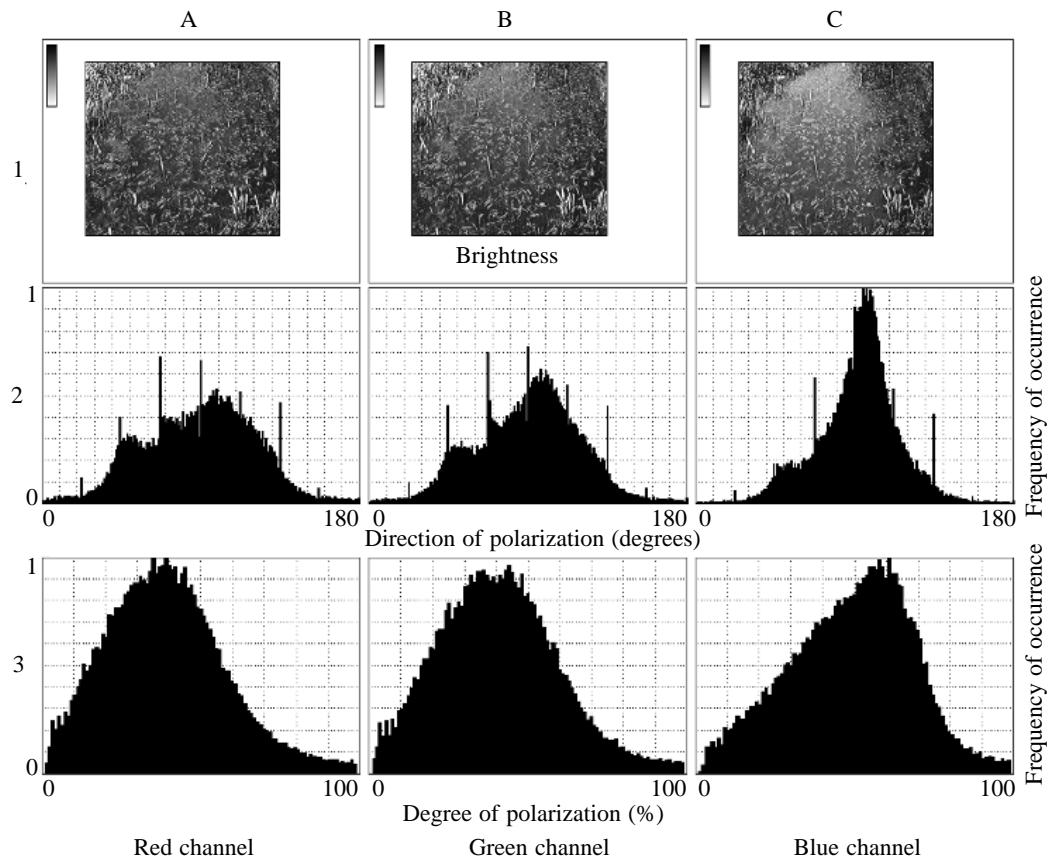 A B C
1
Brightness
1
2
0
0 180 0 180 0 180
Direction of polarization (degrees)
Frequency of occurrence
1
3
0
0 100 0 100 0 100
Degree of polarization (%)
Frequency of occurrence
Red channel Green channel Blue channel